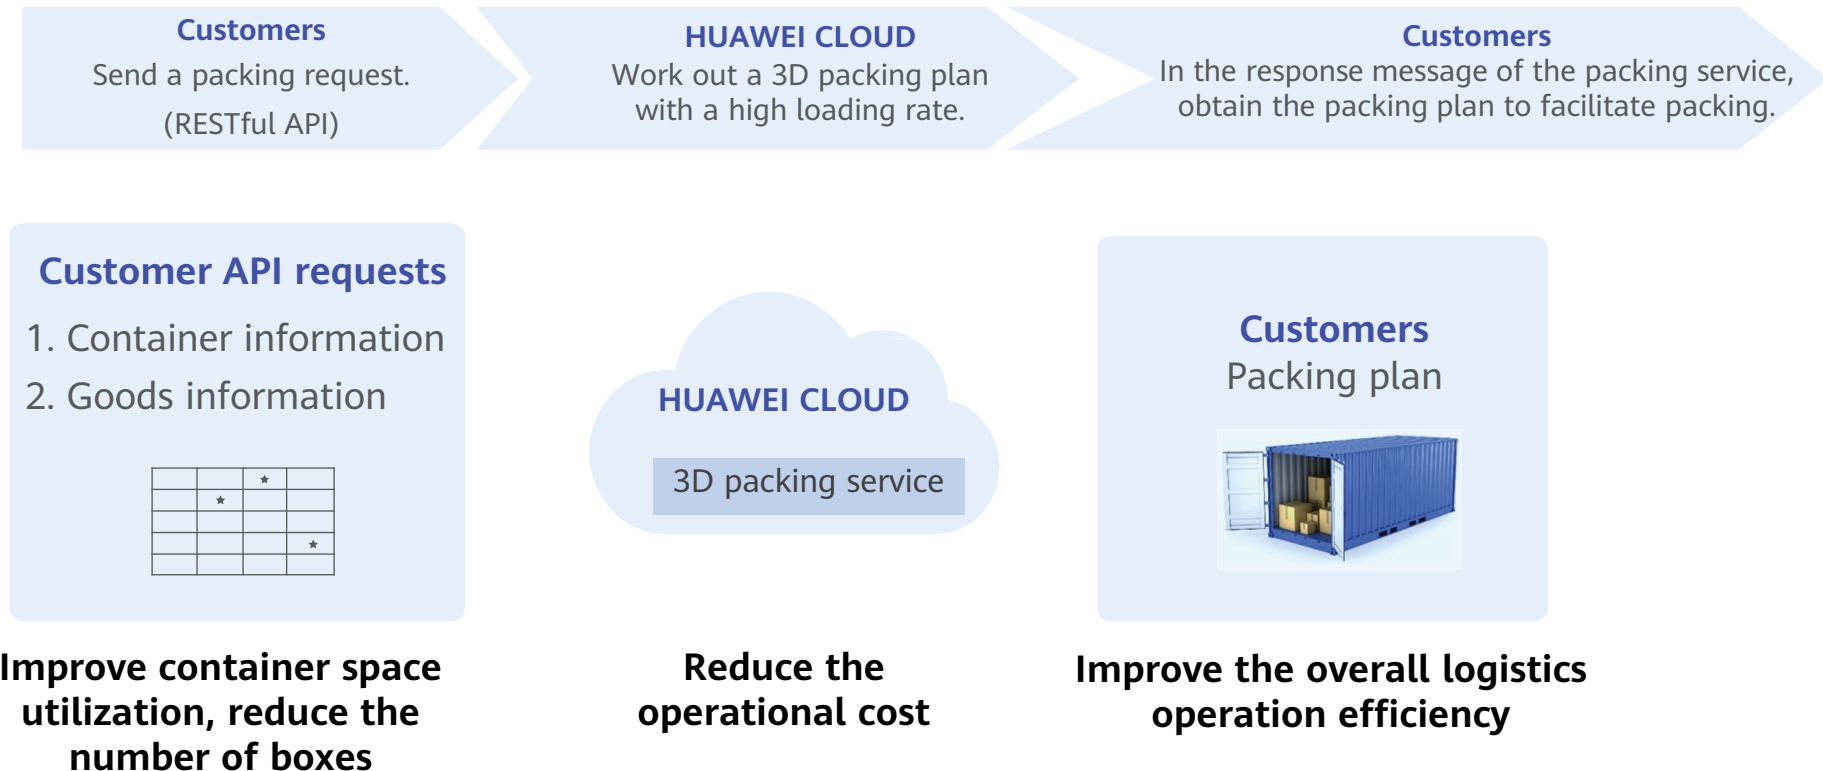 Customers
Send a packing request.
(RESTful API)
HUAWEI CLOUD
Work out a 3D packing plan
with a high loading rate.
Customers
In the response message of the packing service,
obtain the packing plan to facilitate packing.
Customer API requests
1. Container information
2. Goods information
HUAWEI CLOUD
3D packing service
Customers
Packing plan
Improve container space
utilization, reduce the
number of boxes
Reduce the
operational cost
Improve the overall logistics
operation efficiency